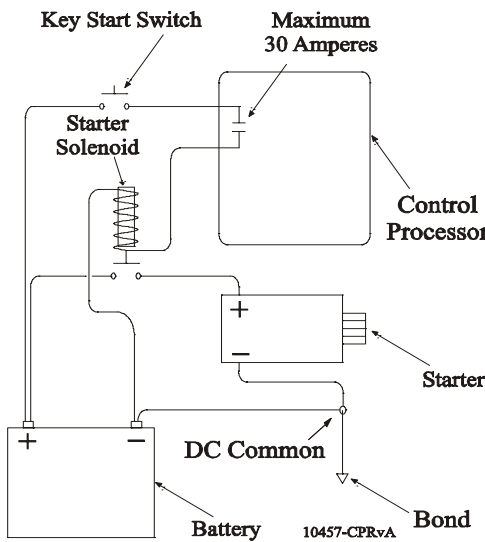 Key Start Switch
Maximum
30 Amperes
Starter
Solenoid
Control
Processor
+
−
Starter
DC Common
+
−
Battery
Bond
10457-CPRvA